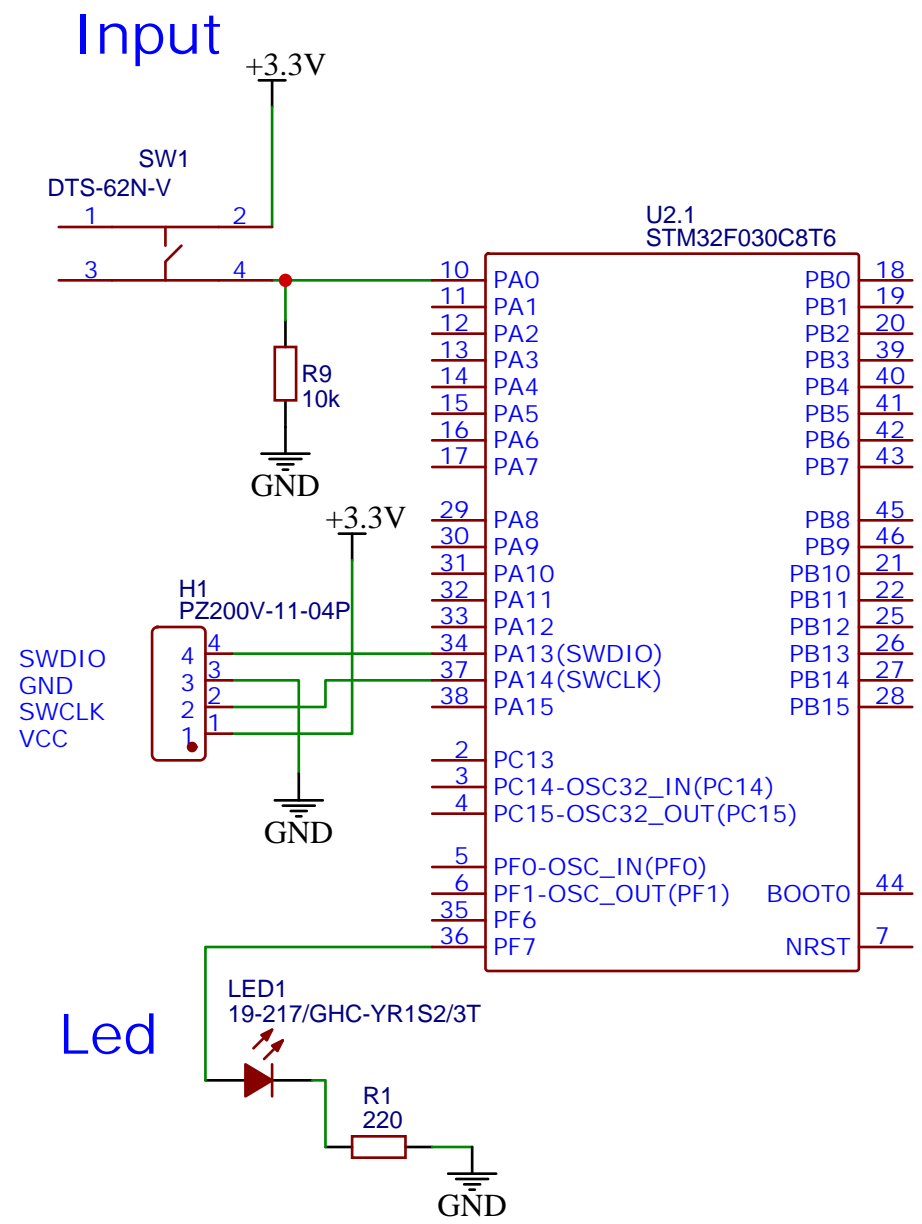 Input
+3.3V
SW1
DTS-62N-V
1 2
3 4
R9
10k
GND
U2.1
STM32F030C8T6
10 PA0 PB0 18
11 PA1 PB1 19
12 PA2 PB2 20
13 PA3 PB3 39
14 PA4 PB4 40
15 PA5 PB5 41
16 PA6 PB6 42
17 PA7 PB7 43
29 PA8 PB8 45
30 PA9 PB9 46
31 PA10 PB10 21
32 PA11 PB11 22
33 PA12 PB12 25
34 PA13(SWDIO) PB13 26
37 PA14(SWCLK) PB14 27
38 PA15 PB15 28
2 PC13
3 PC14-OSC32_IN(PC14)
4 PC15-OSC32_OUT(PC15)
5 PF0-OSC_IN(PF0)
6 PF1-OSC_OUT(PF1) BOOT0 44
35 PF6
36 PF7 NRST 7
+3.3V
H1
PZ200V-11-04P
SWDIO 4 4
GND 3 3
SWCLK 2 2
VCC 1 1
GND
Led
LED1
19-217/GHC-YR1S2/3T
R1
220
GND